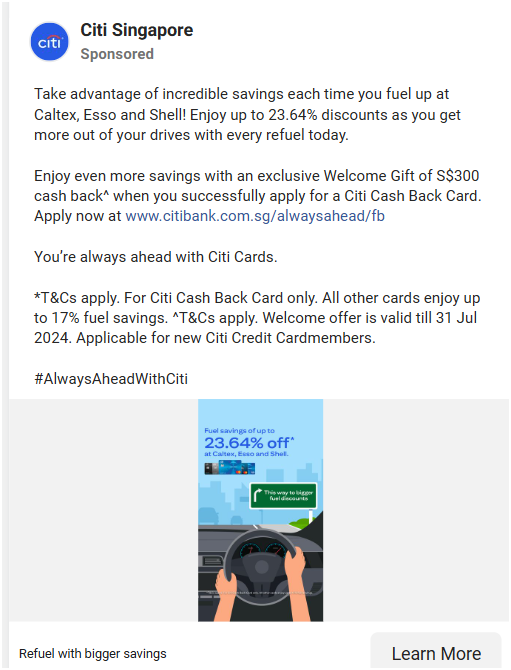 citi
Citi Singapore
Sponsored
Take advantage of incredible savings each time you fuel up at
Caltex, Esso and Shell! Enjoy up to 23.64% discounts as you get
more out of your drives with every refuel today.
Enjoy even more savings with an exclusive Welcome Gift of S$300
cash back^ when you successfully apply for a Citi Cash Back Card.
Apply now at www.citibank.com.sg/alwaysahead/fb
You’re always ahead with Citi Cards.
*T&Cs apply. For Citi Cash Back Card only. All other cards enjoy up
to 17% fuel savings. ^T&Cs apply. Welcome offer is valid till 31 Jul
2024. Applicable for new Citi Credit Cardmembers.
#AlwaysAheadWithCiti
Fuel savings of up to
23.64% off*
at Caltex, Esso and Shell.
This way to bigger
fuel discounts
Refuel with bigger savings
Learn More